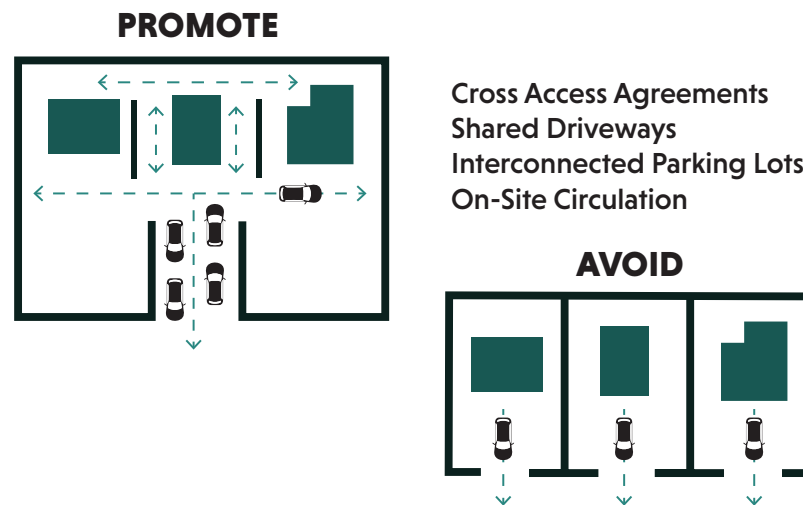 PROMOTE
Cross Access Agreements
Shared Driveways
Interconnected Parking Lots
On-Site Circulation
AVOID